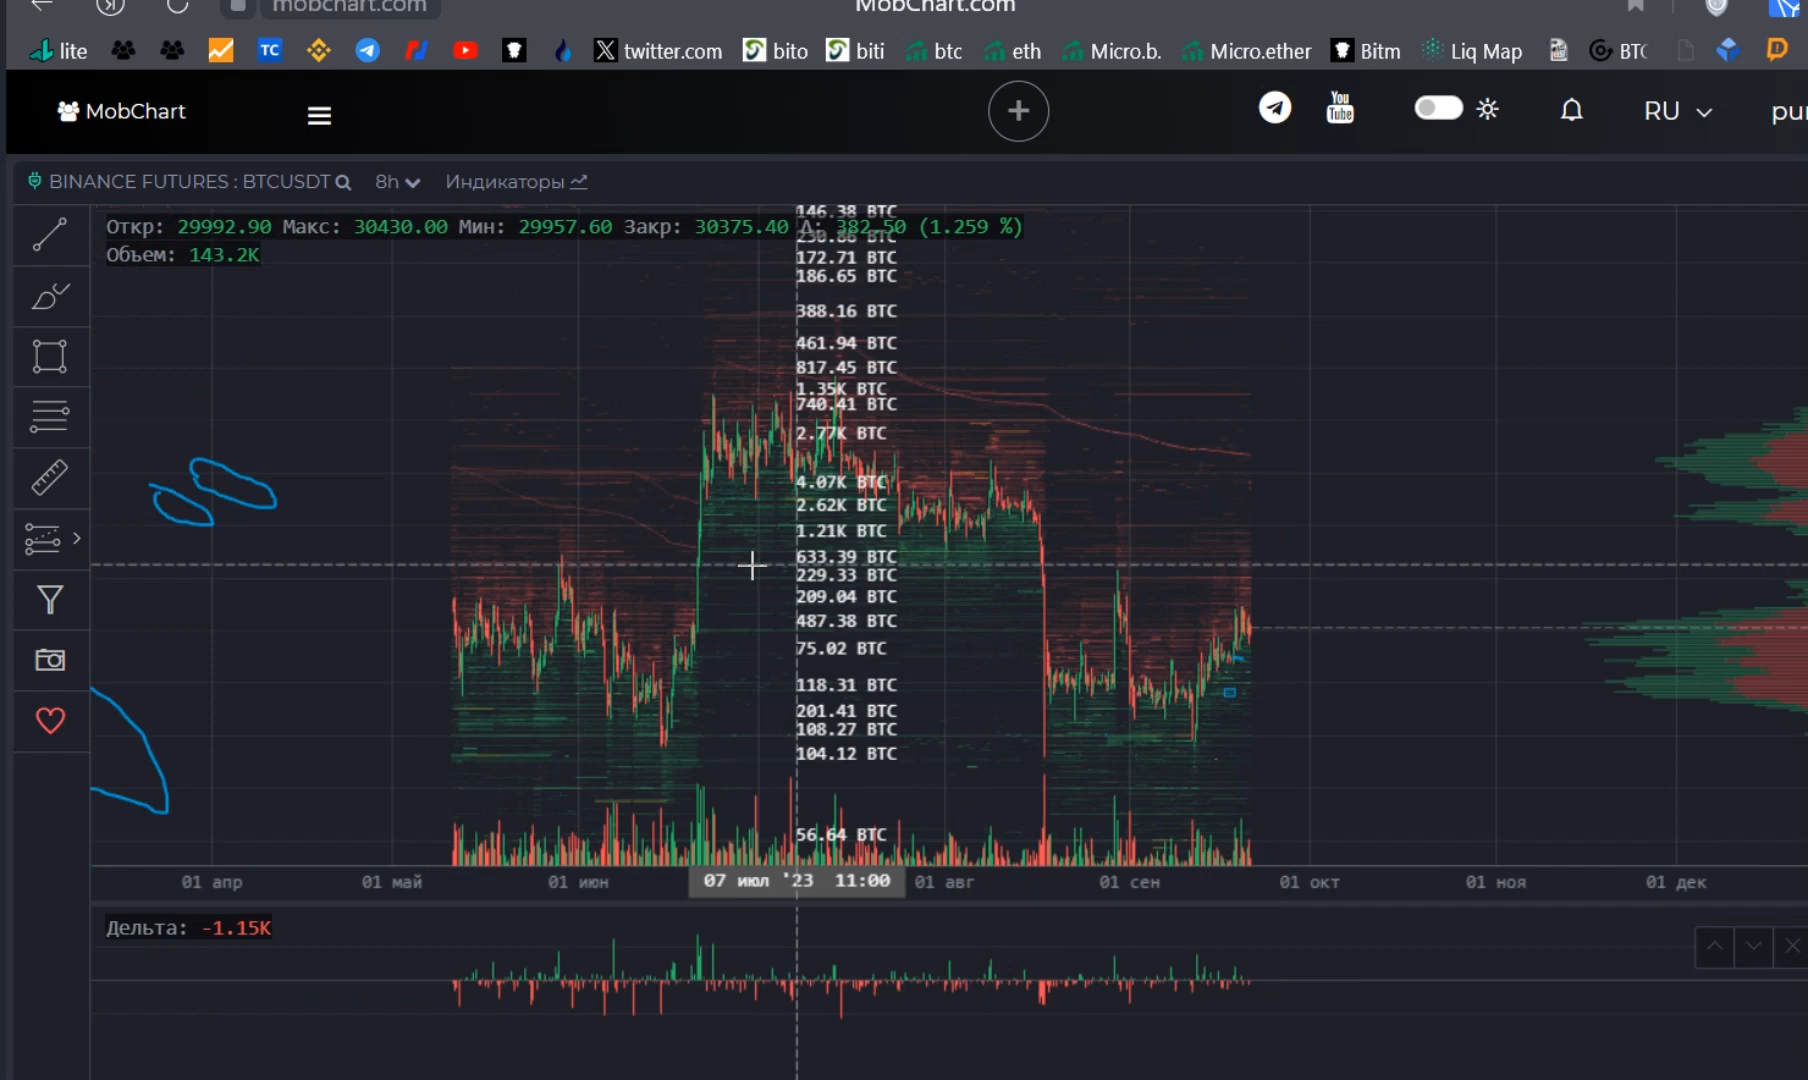 mobchart.com MobChart.com
lite TC twitter.com bito biti btc eth Micro.b. Micro.ether Bitm Liq Map BTC
MobChart You Tube RU
BINANCE FUTURES : BTCUSDT 8h Индикаторы
146.38 BTC
Откр: 29992.90 Макс: 30430.00 Мин: 29957.60 Закр: 30375.40 Δ: 382.50 (1.259 %)
230.86 BTC
Объем: 143.2K
172.71 BTC
186.65 BTC
388.16 BTC
461.94 BTC
817.45 BTC
1.35K BTC
740.41 BTC
2.77K BTC
4.07K BTC
2.62K BTC
1.21K BTC
633.39 BTC
229.33 BTC
209.04 BTC
487.38 BTC
75.02 BTC
118.31 BTC
201.41 BTC
108.27 BTC
104.12 BTC
56.64 BTC
01 апр 01 май 01 июн 07 июл '23 11:00 01 авг 01 сен 01 окт 01 ноя 01 дек
Дельта: -1.15K